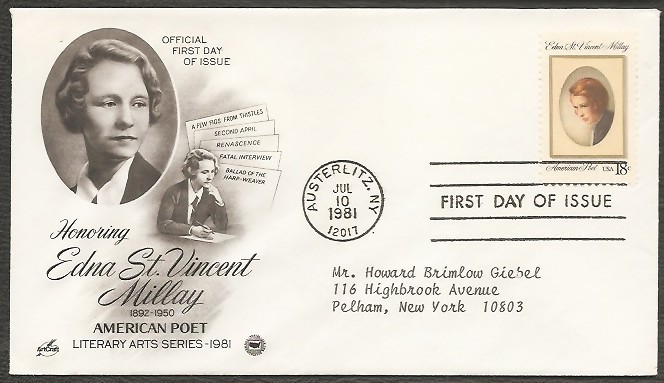 OFFICIAL
FIRST DAY
OF ISSUE
A FEW FIGS FROM THISTLES
SECOND APRIL
RENASCENCE
FATAL INTERVIEW
BALLAD OF THE
HARP-WEAVER
Honoring
Edna St. Vincent
Millay
1892-1950
AMERICAN POET
LITERARY ARTS SERIES-1981
ArtCraft
Edna St. Vincent Millay
American Poet USA 18c
AUSTERLITZ, NY
JUL
10
1981
12017
FIRST DAY OF ISSUE
Mr. Howard Brimlow Giebel
116 Highbrook Avenue
Pelham, New York 10803